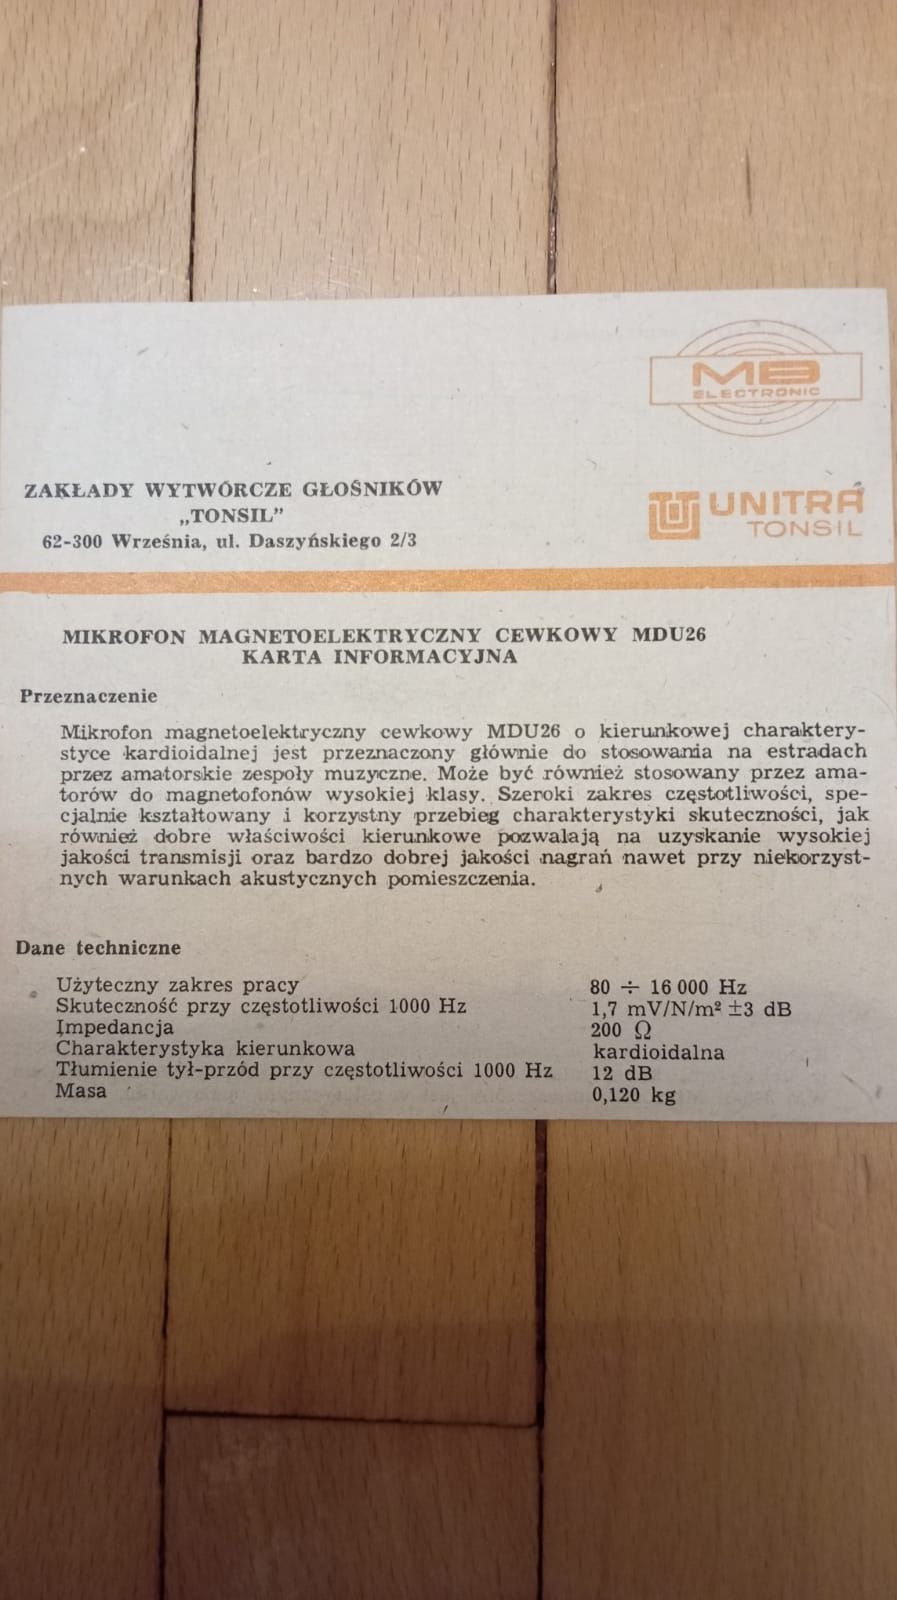 MB
ELECTRONIC
ZAKŁADY WYTWÓRCZE GŁOŚNIKÓW
„TONSIL”
62-300 Września, ul. Daszyńskiego 2/3
UNITRA
TONSIL
MIKROFON MAGNETOELEKTRYCZNY CEWKOWY MDU26
KARTA INFORMACYJNA
Przeznaczenie
Mikrofon magnetoelektryczny cewkowy MDU26 o kierunkowej charaktery-
styce kardioidalnej jest przeznaczony głównie do stosowania na estradach
przez amatorskie zespoły muzyczne. Może być również stosowany przez ama-
torów do magnetofonów wysokiej klasy. Szeroki zakres częstotliwości, spe-
cjalnie kształtowany i korzystny przebieg charakterystyki skuteczności, jak
również dobre właściwości kierunkowe pozwalają na uzyskanie wysokiej
jakości transmisji oraz bardzo dobrej jakości nagrań nawet przy niekorzyst-
nych warunkach akustycznych pomieszczenia.
Dane techniczne
Użyteczny zakres pracy 80 ÷ 16 000 Hz
Skuteczność przy częstotliwości 1000 Hz 1,7 mV/N/m² ±3 dB
Impedancja 200 Ω
Charakterystyka kierunkowa kardioidalna
Tłumienie tył-przód przy częstotliwości 1000 Hz 12 dB
Masa 0,120 kg